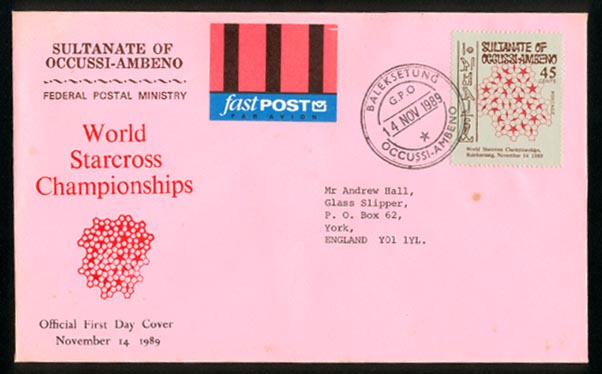 SULTANATE OF
OCCUSSI-AMBENO
FEDERAL POSTAL MINISTRY
World
Starcross
Championships
Official First Day Cover
November 14 1989
fastPOST
PAR AVION
BALEKSETUNG
G.P.O
14 NOV 1989
OCCUSSI-AMBENO
SULTANATE OF
OCCUSSI-AMBENO
45
CENTS
POSTAGE
World Starcross Championships,
November 14 1989
Mr Andrew Hall,
Glass Slipper,
P. O. Box 62,
York,
ENGLAND YO1 1YL.